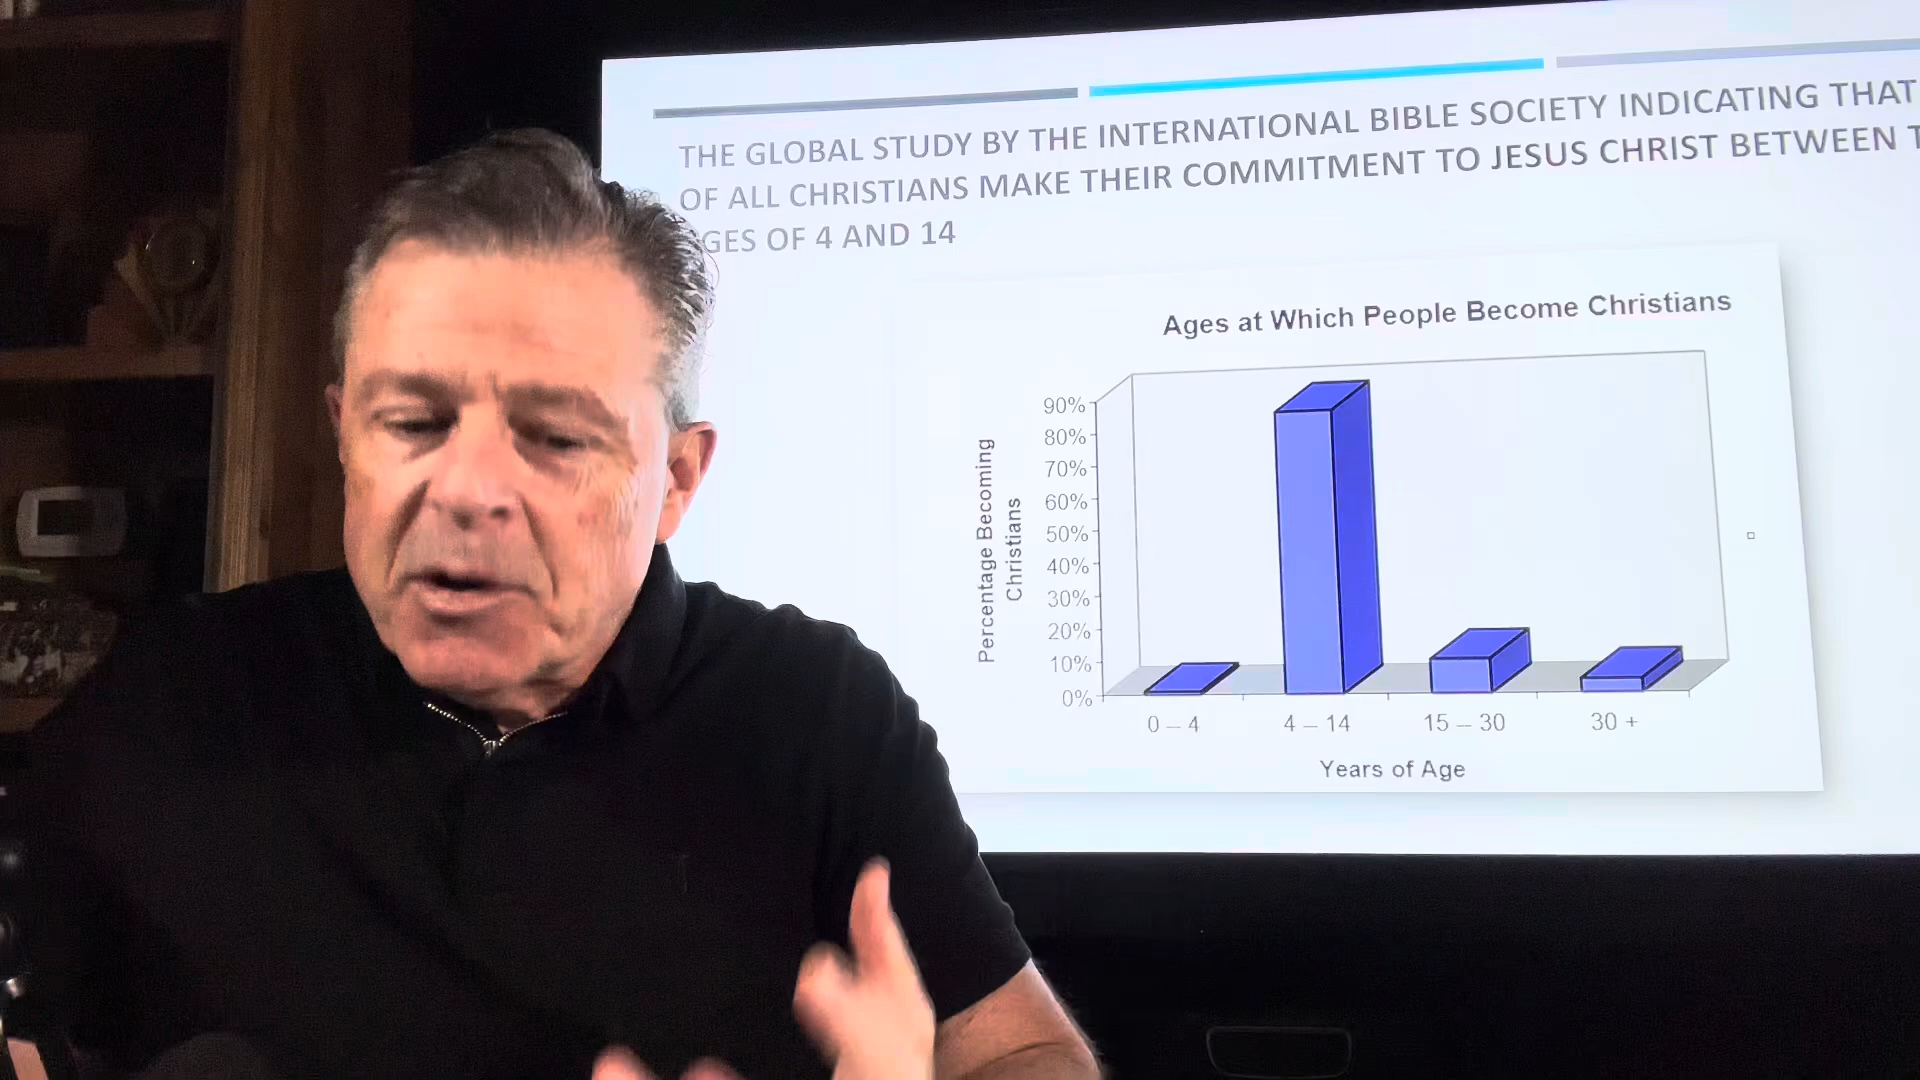 THE GLOBAL STUDY BY THE INTERNATIONAL BIBLE SOCIETY INDICATING THAT
OF ALL CHRISTIANS MAKE THEIR COMMITMENT TO JESUS CHRIST BETWEEN
OF 4 AND 14
Ages at Which People Become Christians
Percentage Becoming
Christians
90%
80%
70%
60%
50%
40%
30%
20%
10%
0%
0 – 4 4 – 14 15 – 30 30 +
Years of Age